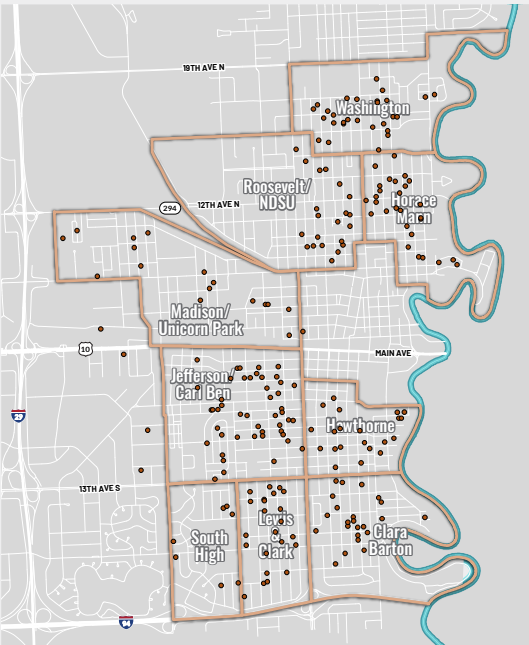 19TH AVE N
Washington
Roosevelt/
NDSU
Horace
Mann
294
12TH AVE N
Madison/
Unicorn Park
10
MAIN AVE
Jefferson/
Carl Ben
Hawthorne
29
13TH AVE S
South
High
Lewis
&
Clark
Clara
Barton
94